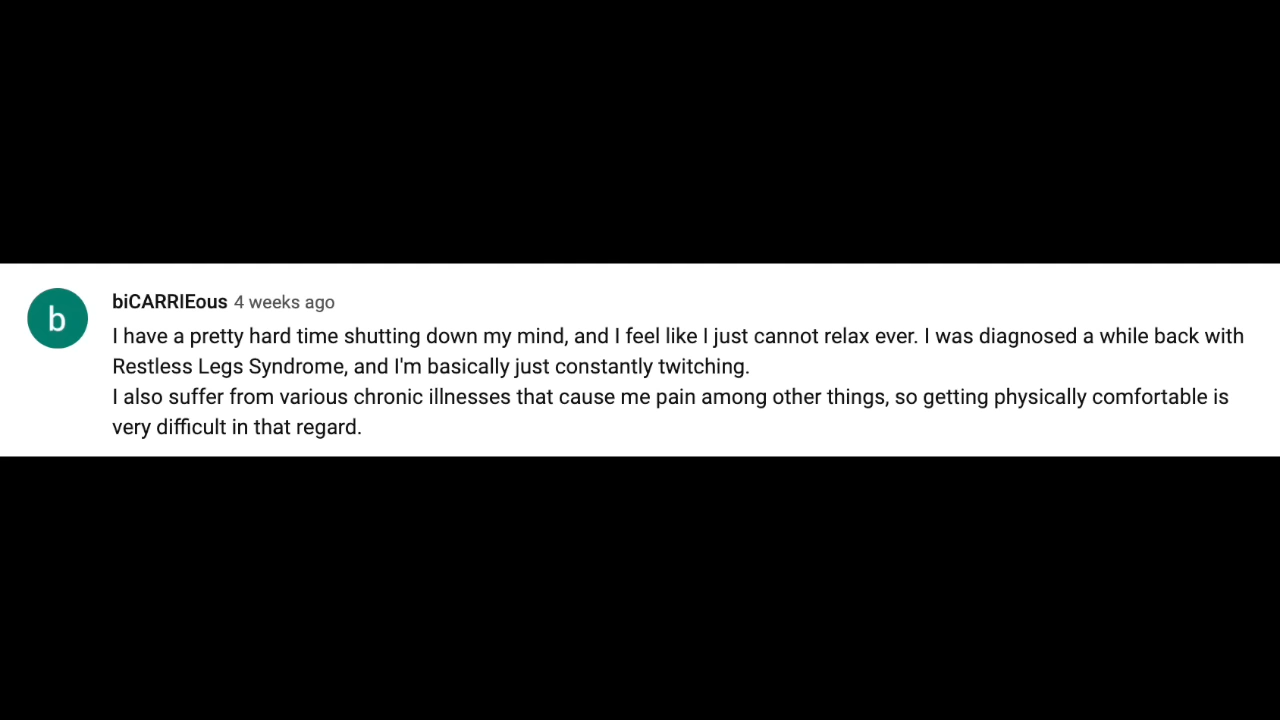 b
biCARRIEous 4 weeks ago
I have a pretty hard time shutting down my mind, and I feel like I just cannot relax ever. I was diagnosed a while back with
Restless Legs Syndrome, and I'm basically just constantly twitching.
I also suffer from various chronic illnesses that cause me pain among other things, so getting physically comfortable is
very difficult in that regard.